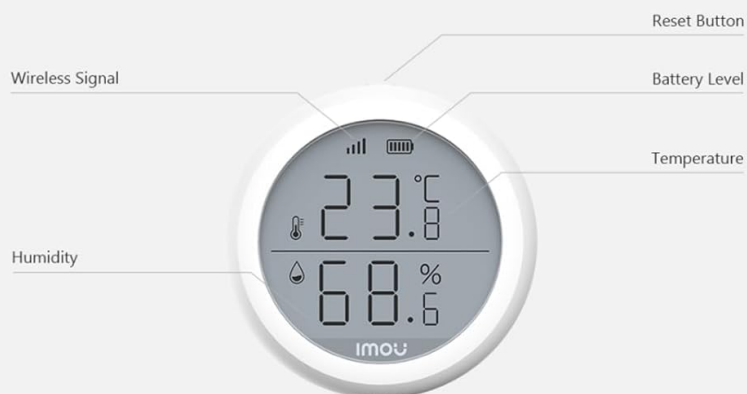 Reset Button
Wireless Signal
Battery Level
23.8 °C
Temperature
Humidity
68.6 %
imou